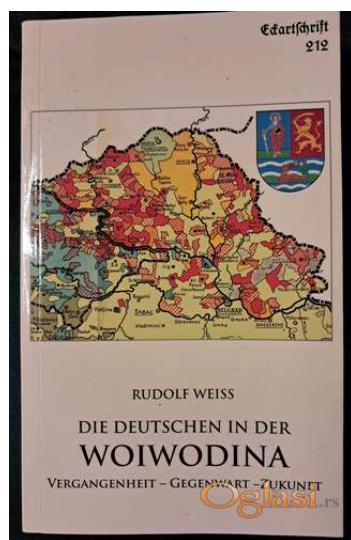 Eckartschrift
212
RUDOLF WEISS
DIE DEUTSCHEN IN DER
WOIWODINA
VERGANGENHEIT – GEGENWART –ZUKUNFT
Oglasi.rs